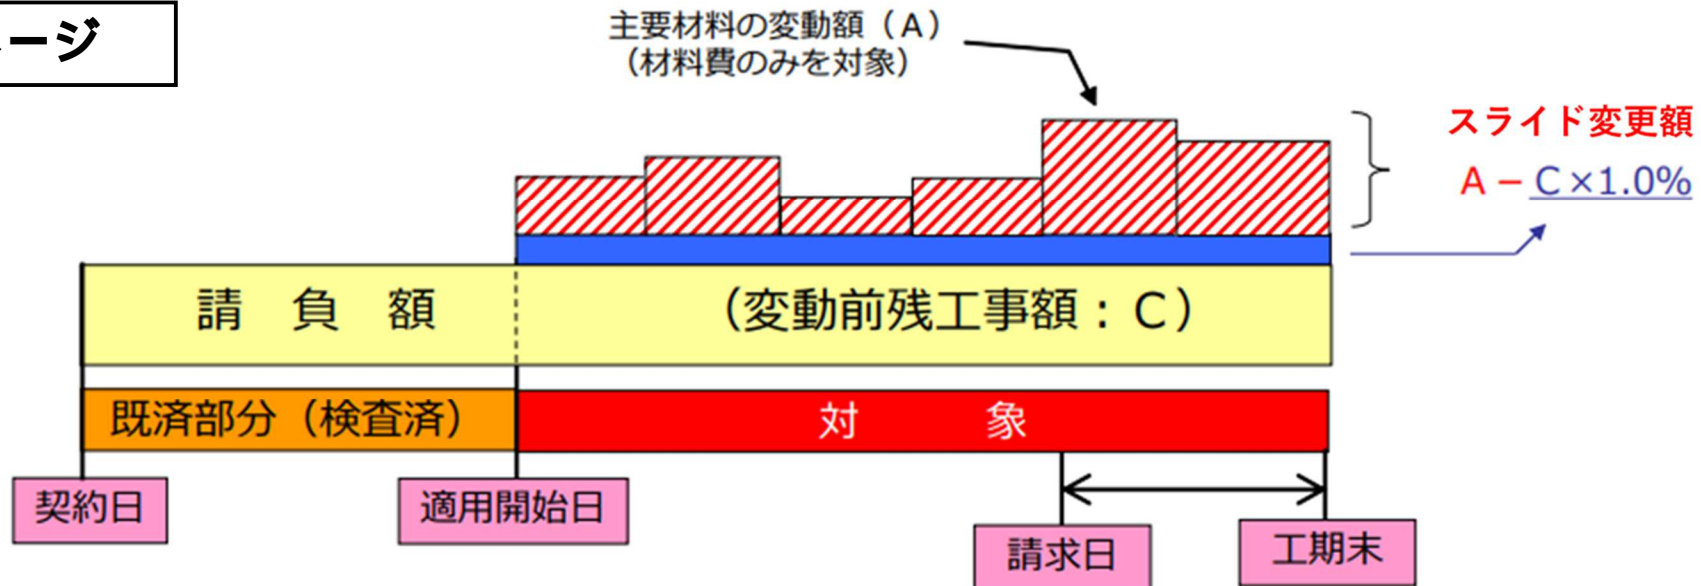 ージ
主要材料の変動額（A）
（材料費のみを対象）
スライド変更額
A－C×1.0%
請　負　額　（変動前残工事額：C）
既済部分（検査済）
対　象
契約日
適用開始日
請求日
工期末